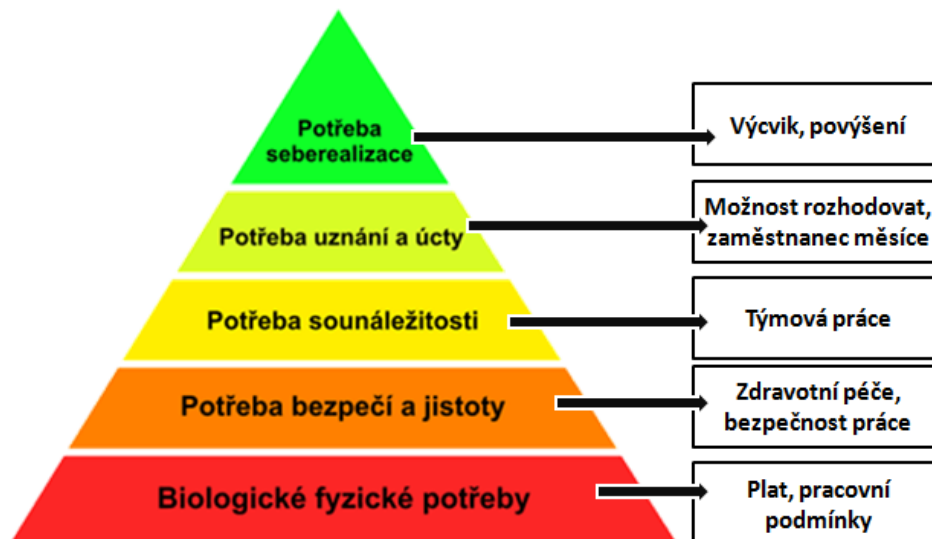 Potřeba
seberealizace
Výcvik, povýšení
Potřeba uznání a úcty
Možnost rozhodovat,
zaměstnanec měsíce
Potřeba sounáležitosti
Týmová práce
Potřeba bezpečí a jistoty
Zdravotní péče,
bezpečnost práce
Biologické fyzické potřeby
Plat, pracovní
podmínky